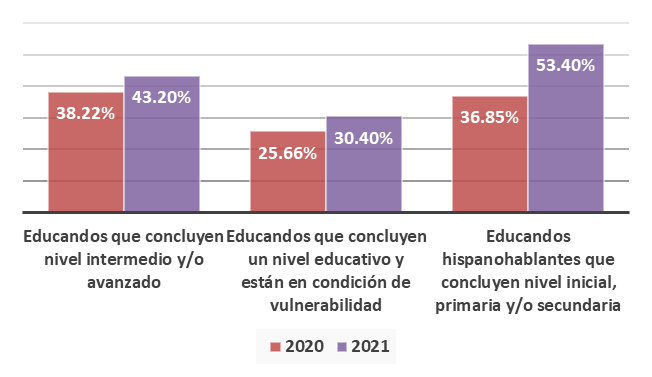 53.40%
43.20%
38.22%
36.85%
30.40%
25.66%
Educandos que concluyen
nivel intermedio y/o
avanzado
Educandos que concluyen
un nivel educativo y
están en condición de
vulnerabilidad
Educandos
hispanohablantes que
concluyen nivel inicial,
primaria y/o secundaria
2020 2021